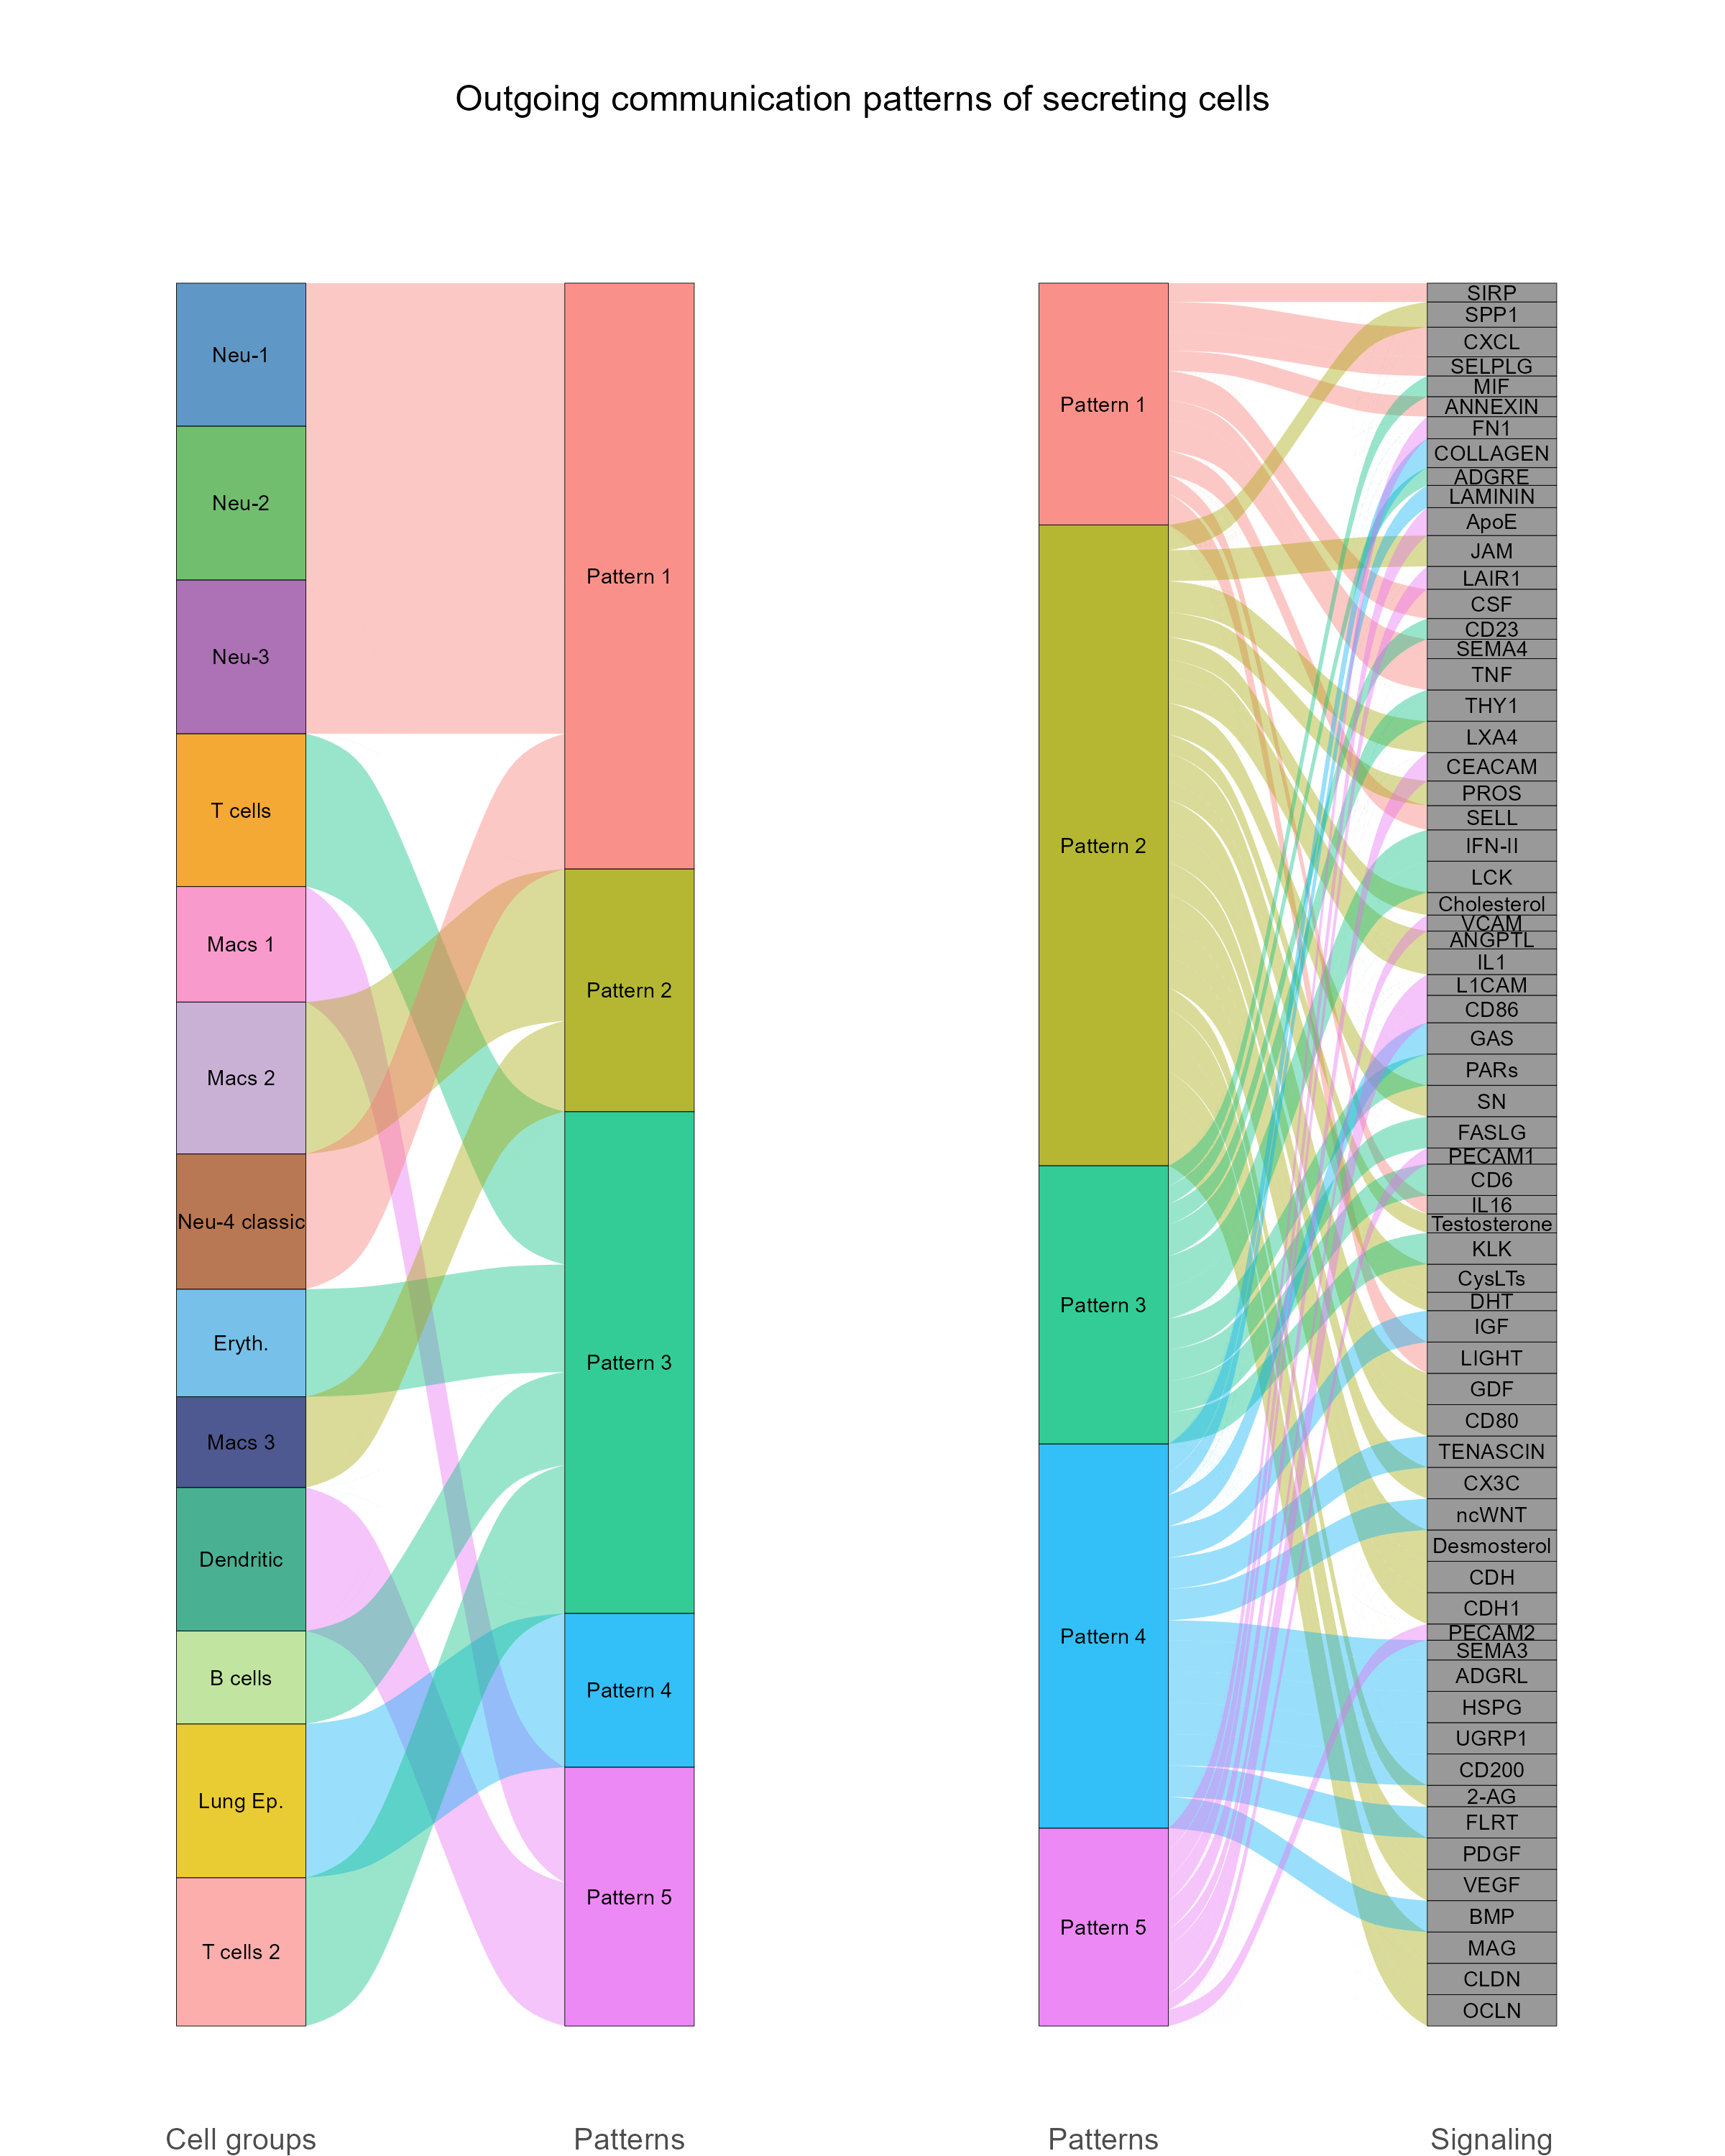 Outgoing communication patterns of secreting cells
Neu-1
Neu-2
Neu-3
T cells
Macs 1
Macs 2
Neu-4 classic
Eryth.
Macs 3
Dendritic
B cells
Lung Ep.
T cells 2
Pattern 1
Pattern 2
Pattern 3
Pattern 4
Pattern 5
Pattern 1
Pattern 2
Pattern 3
Pattern 4
Pattern 5
SIRP
SPP1
CXCL
SELPLG
MIF
ANNEXIN
FN1
COLLAGEN
ADGRE
LAMININ
ApoE
JAM
LAIR1
CSF
CD23
SEMA4
TNF
THY1
LXA4
CEACAM
PROS
SELL
IFN-II
LCK
Cholesterol
VCAM
ANGPTL
IL1
L1CAM
CD86
GAS
PARs
SN
FASLG
PECAM1
CD6
IL16
Testosterone
KLK
CysLTs
DHT
IGF
LIGHT
GDF
CD80
TENASCIN
CX3C
ncWNT
Desmosterol
CDH
CDH1
PECAM2
SEMA3
ADGRL
HSPG
UGRP1
CD200
2-AG
FLRT
PDGF
VEGF
BMP
MAG
CLDN
OCLN
Cell groups
Patterns
Patterns
Signaling